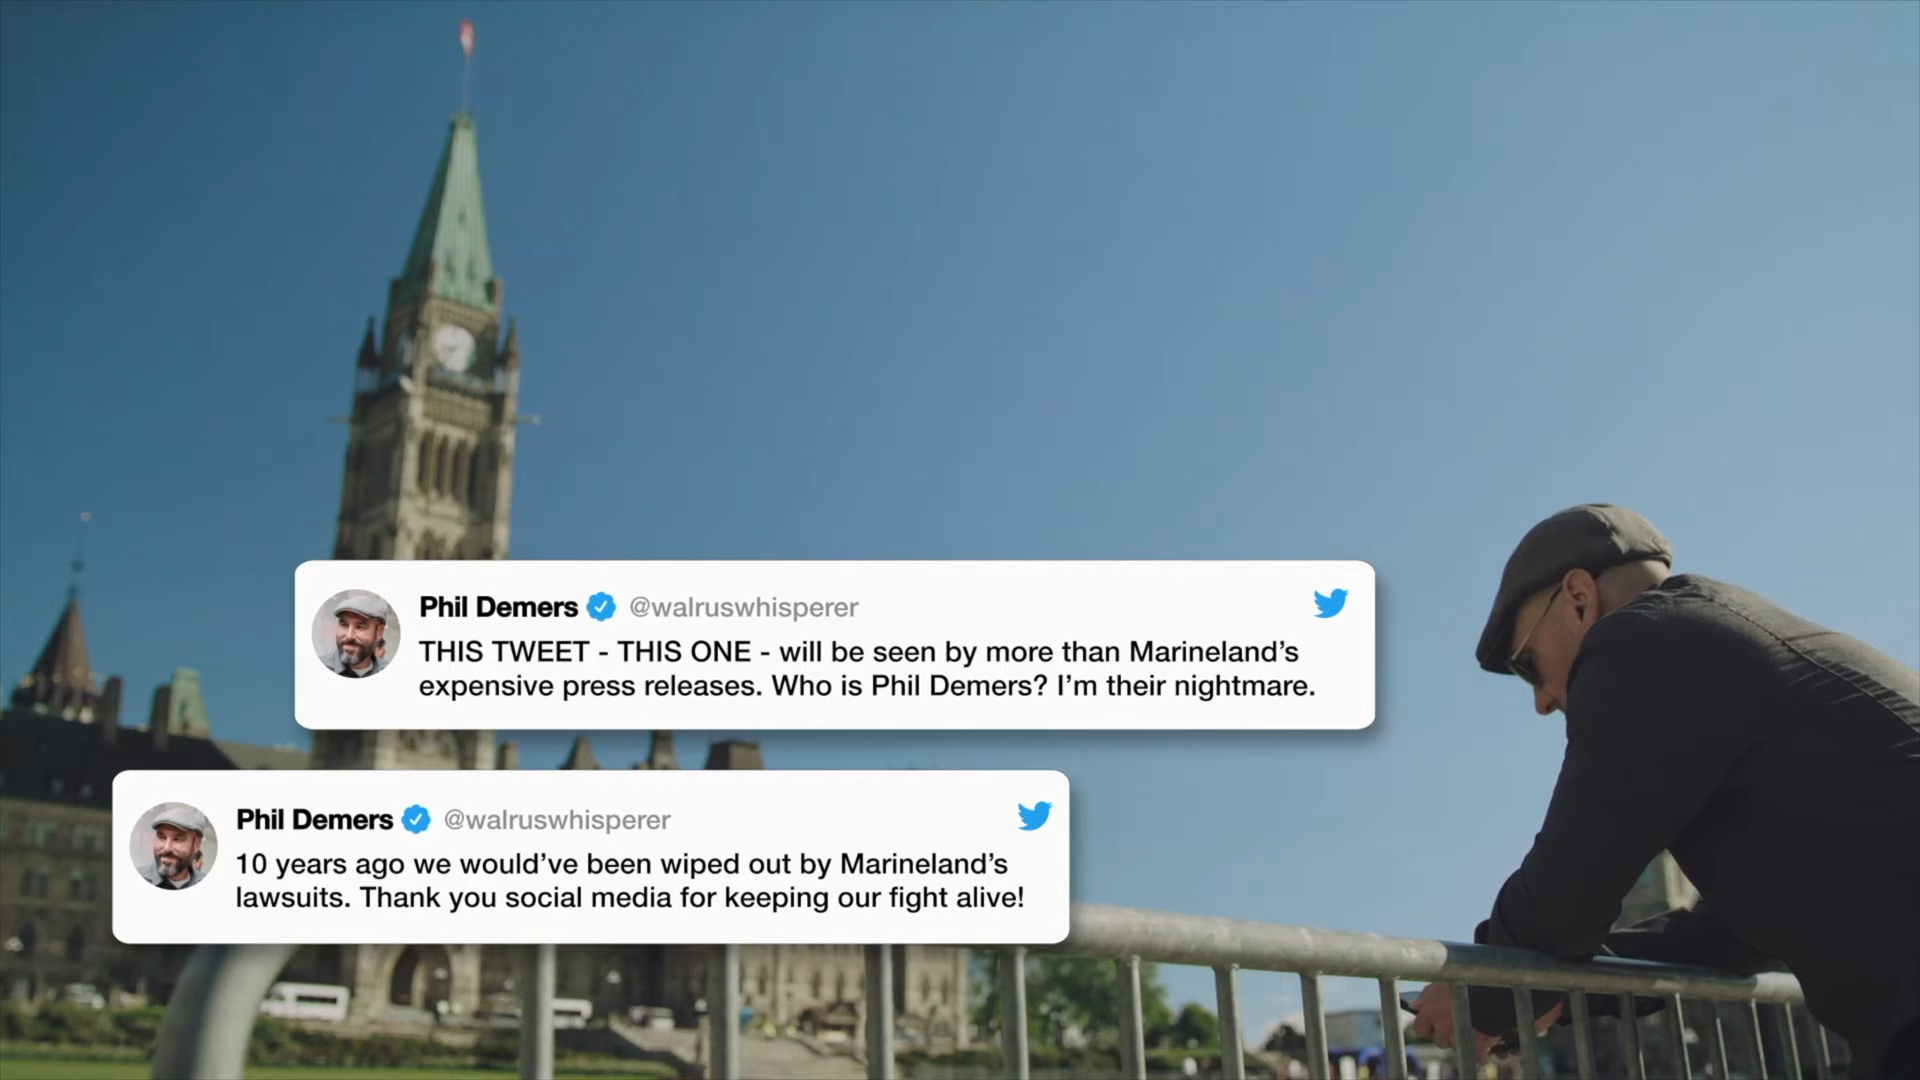 Phil Demers @walruswhisperer
THIS TWEET - THIS ONE - will be seen by more than Marineland’s
expensive press releases. Who is Phil Demers? I’m their nightmare.
Phil Demers @walruswhisperer
10 years ago we would’ve been wiped out by Marineland’s
lawsuits. Thank you social media for keeping our fight alive!